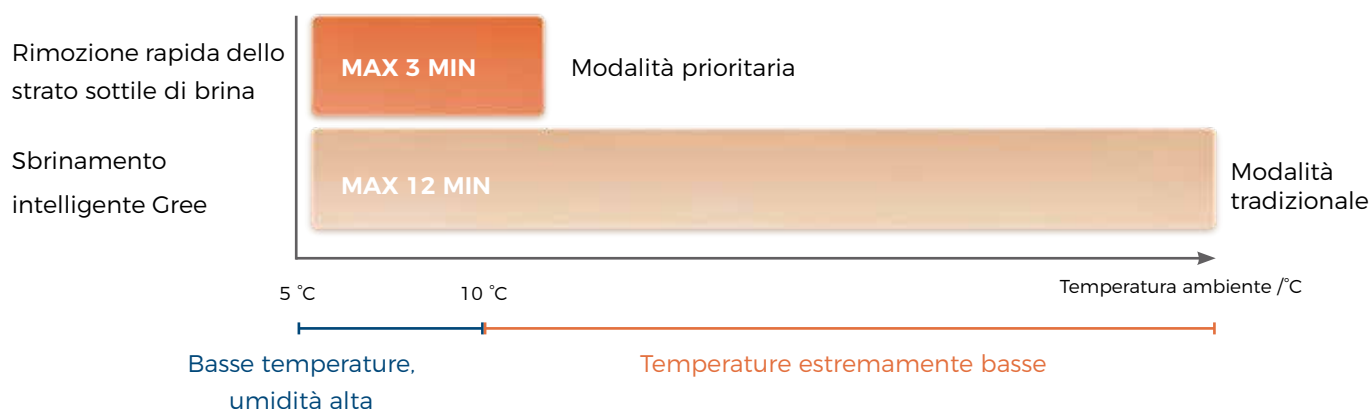 Rimozione rapida dello
strato sottile di brina
MAX 3 MIN
Modalità prioritaria
Sbrinamento
intelligente Gree
MAX 12 MIN
Modalità
tradizionale
5 °C
10 °C
Temperatura ambiente /°C
Basse temperature,
umidità alta
Temperature estremamente basse